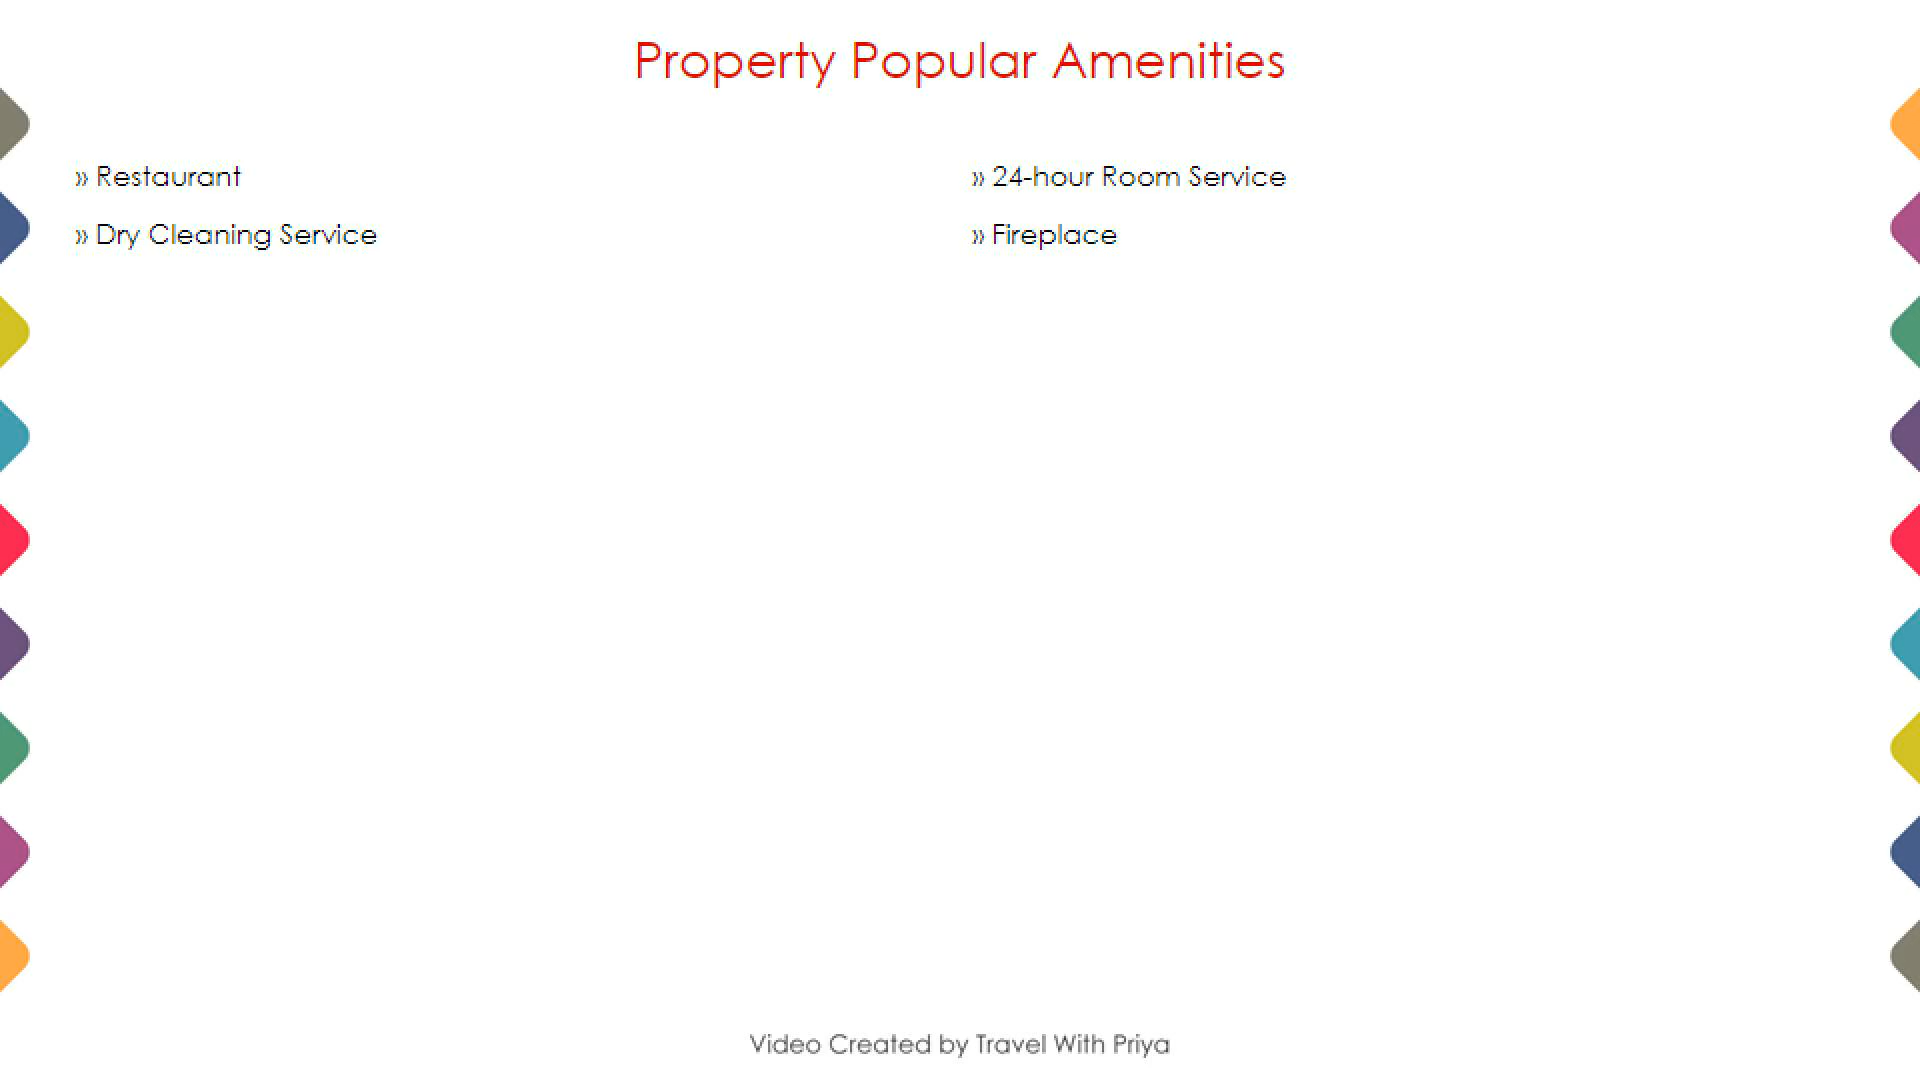 Property Popular Amenities
» Restaurant
» 24-hour Room Service
» Dry Cleaning Service
» Fireplace
Video Created by Travel With Priya